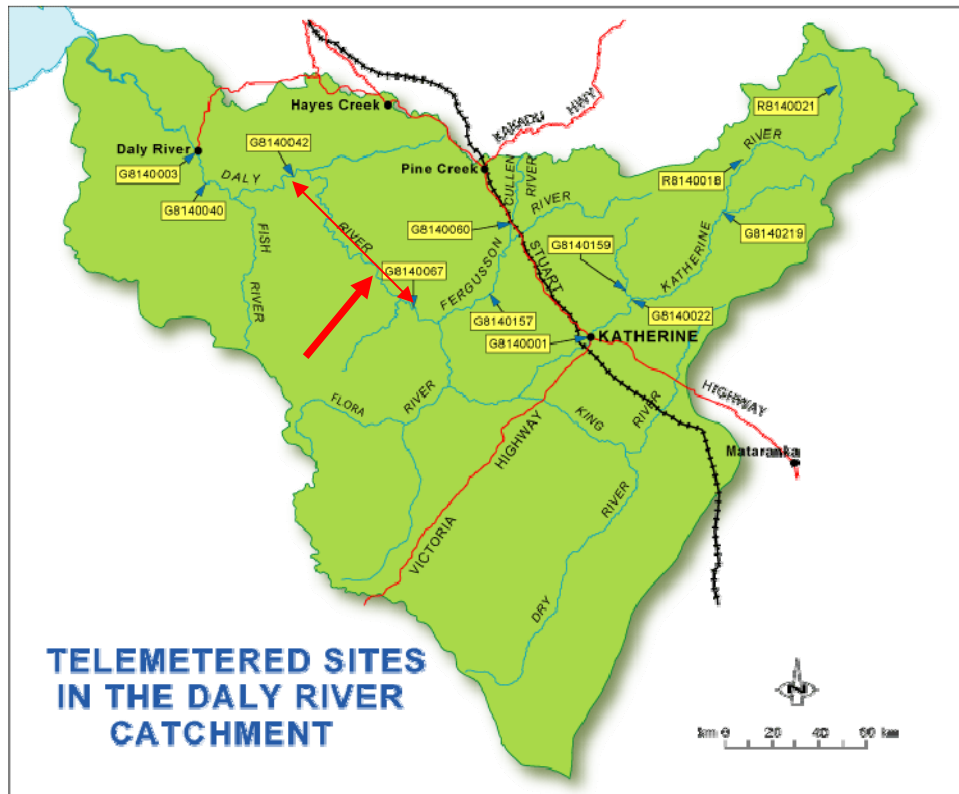 Hayes Creek
KAKADU HWY
R8140021
G8140042
Daly River
RIVER
Pine Creek
CULLEN
RIVER
G8140003
DALY
R8140018
RIVER
G8140040
G8140060
G8140219
RIVER
FISH
G8140159
KATHERINE
STUART
G8140067
FERGUSSON
RIVER
G8140157
G8140022
G8140001
KATHERINE
HIGHWAY
FLORA
RIVER
KING
RIVER
HIGHWAY
Mataranka
RIVER
VICTORIA
DRY
TELEMETERED SITES
IN THE DALY RIVER
CATCHMENT
N
km 0 20 40 60 km